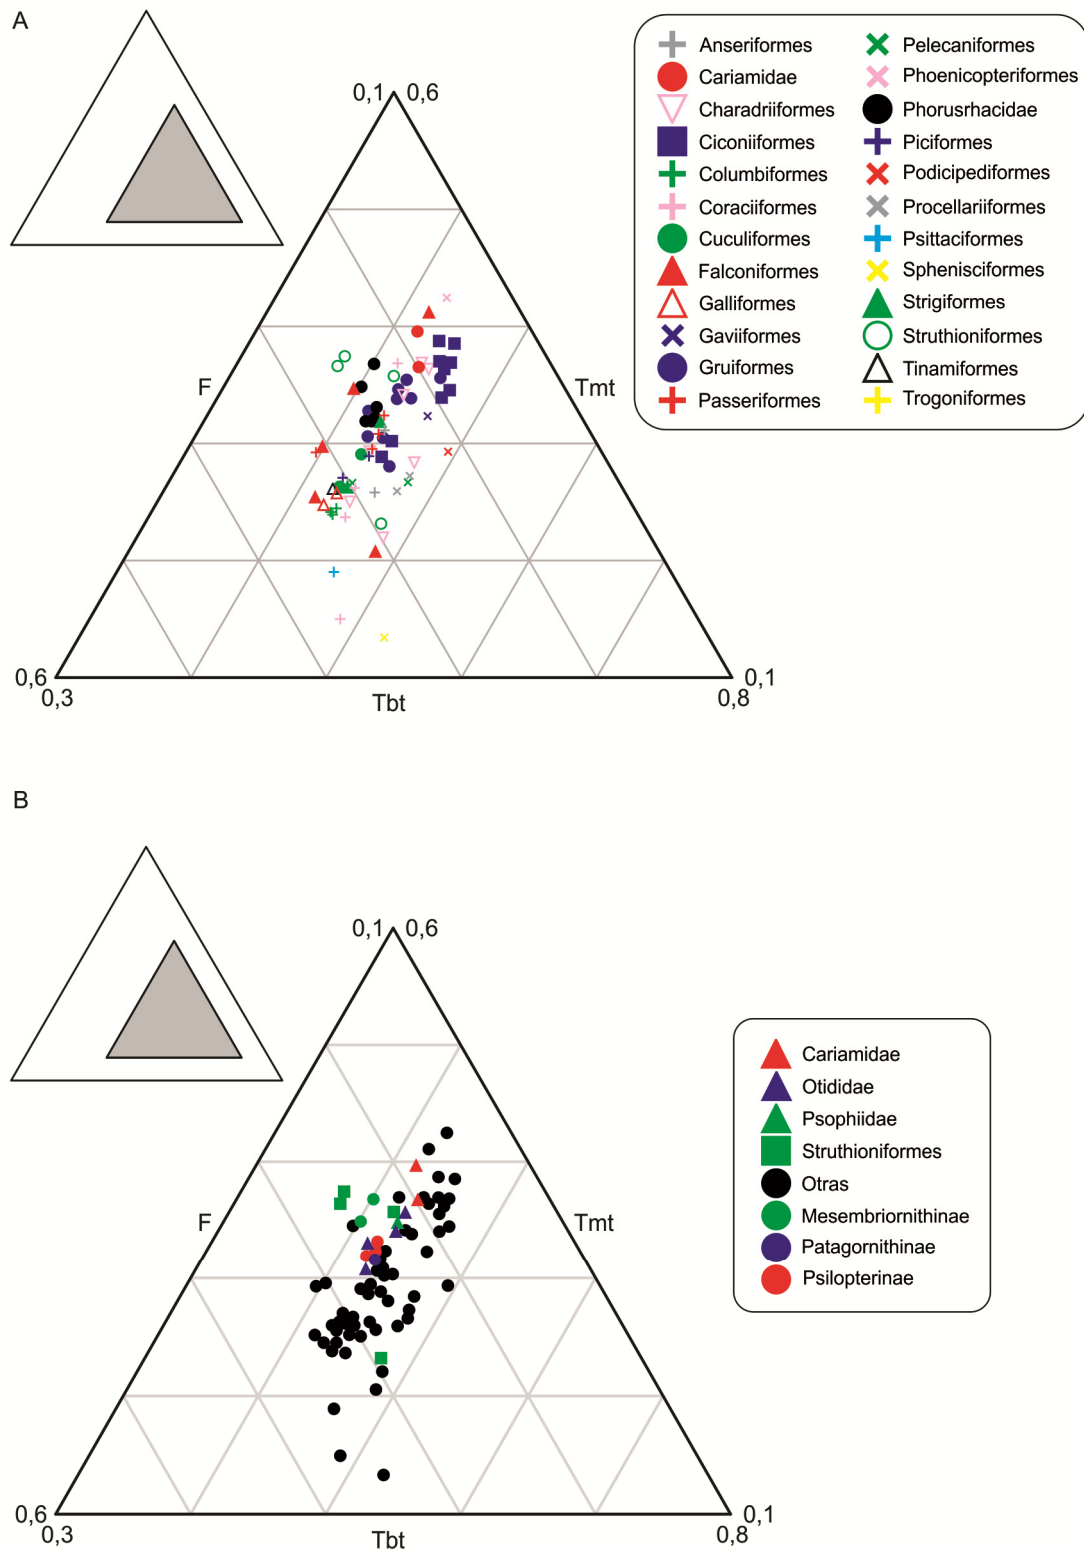 A
0,1 0,6
F
Tmt
0,6
0,3
Tbt
0,8
0,1
Anseriformes
Cariamidae
Charadriiformes
Ciconiiformes
Columbiformes
Coraciiformes
Cuculiformes
Falconiformes
Galliformes
Gaviiformes
Gruiformes
Passeriformes
Pelecaniformes
Phoenicopteriformes
Phorusrhacidae
Piciformes
Podicipediformes
Procellariiformes
Psittaciformes
Sphenisciformes
Strigiformes
Struthioniformes
Tinamiformes
Trogoniformes
B
0,1 0,6
F
Tmt
0,6
0,3
Tbt
0,8
0,1
Cariamidae
Otididae
Psophiidae
Struthioniformes
Otras
Mesembriornithinae
Patagornithinae
Psilopterinae